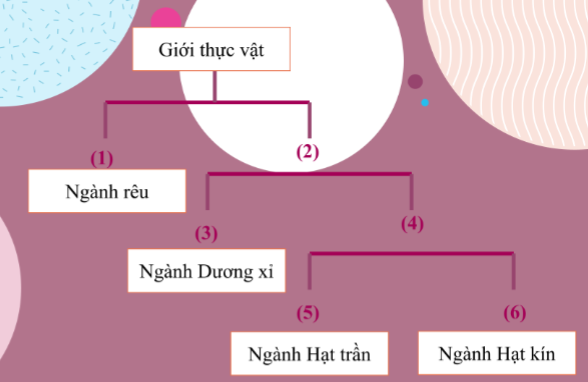 Giới thực vật
(1)
(2)
Ngành rêu
(3)
(4)
Ngành Dương xỉ
(5)
(6)
Ngành Hạt trần
Ngành Hạt kín